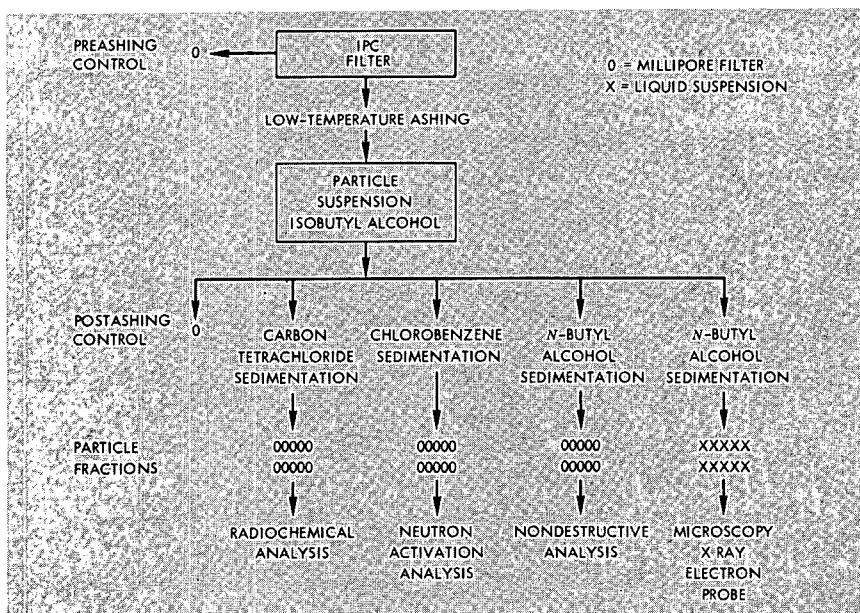 PREASHING
CONTROL
0
IPC
FILTER
0 = MILLIPORE FILTER
X = LIQUID SUSPENSION
LOW-TEMPERATURE ASHING
PARTICLE
SUSPENSION
ISOBUTYL ALCOHOL
POSTASHING
CONTROL
0
CARBON
TETRACHLORIDE
SEDIMENTATION
CHLOROBENZENE
SEDIMENTATION
N-BUTYL
ALCOHOL
SEDIMENTATION
N-BUTYL
ALCOHOL
SEDIMENTATION
PARTICLE
FRACTIONS
00000
00000
00000
00000
00000
00000
XXXXX
XXXXX
RADIOCHEMICAL
ANALYSIS
NEUTRON
ACTIVATION
ANALYSIS
NONDESTRUCTIVE
ANALYSIS
MICROSCOPY
X RAY
ELECTRON
PROBE